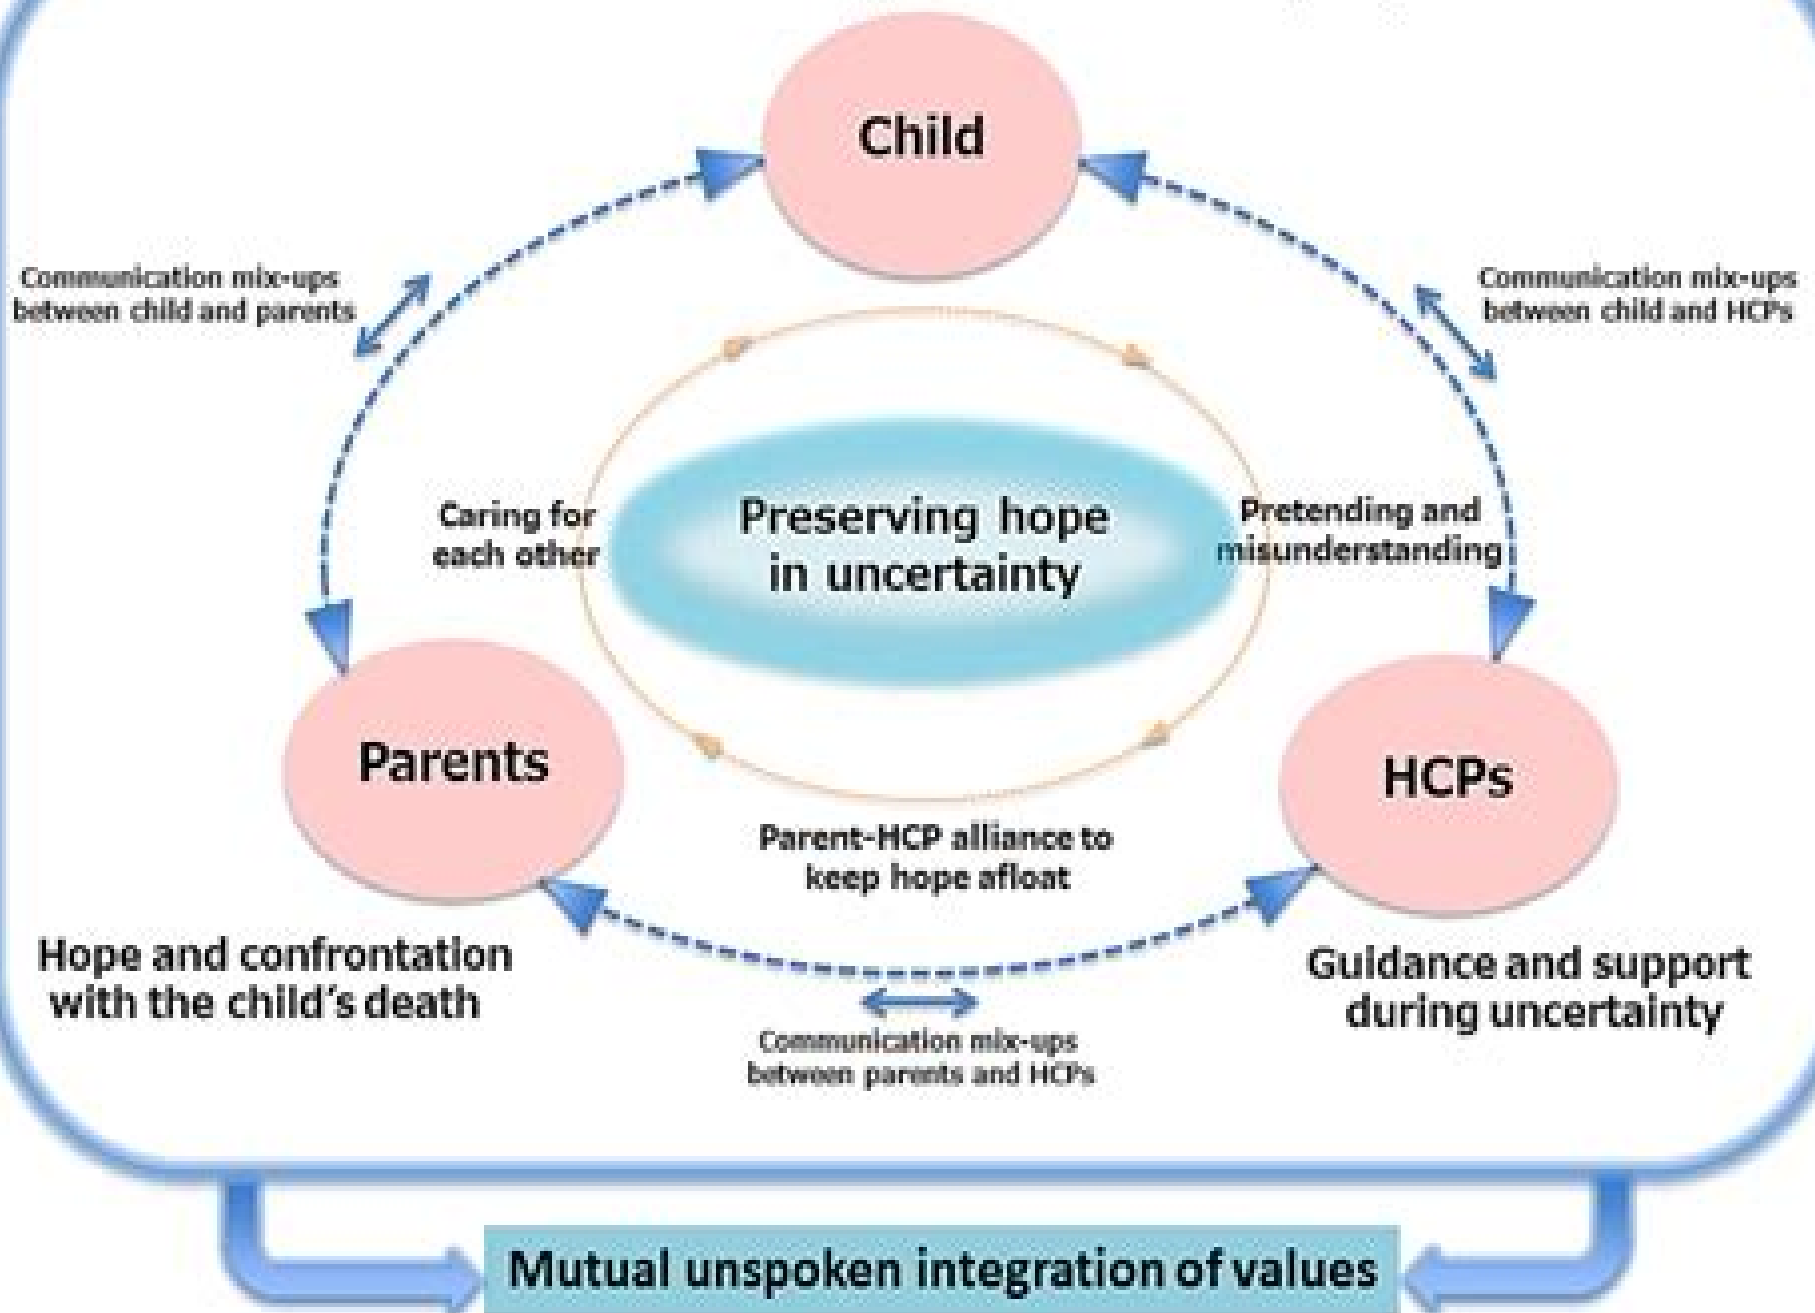 Child
Communication mix-ups
between child and parents
Communication mix-ups
between child and HCPs
Caring for
each other
Preserving hope
in uncertainty
Pretending and
misunderstanding
Parents
HCPs
Parent-HCP alliance to
keep hope afloat
Hope and confrontation
with the child's death
Guidance and support
during uncertainty
Communication mix-ups
between parents and HCPs
Mutual unspoken integration of values